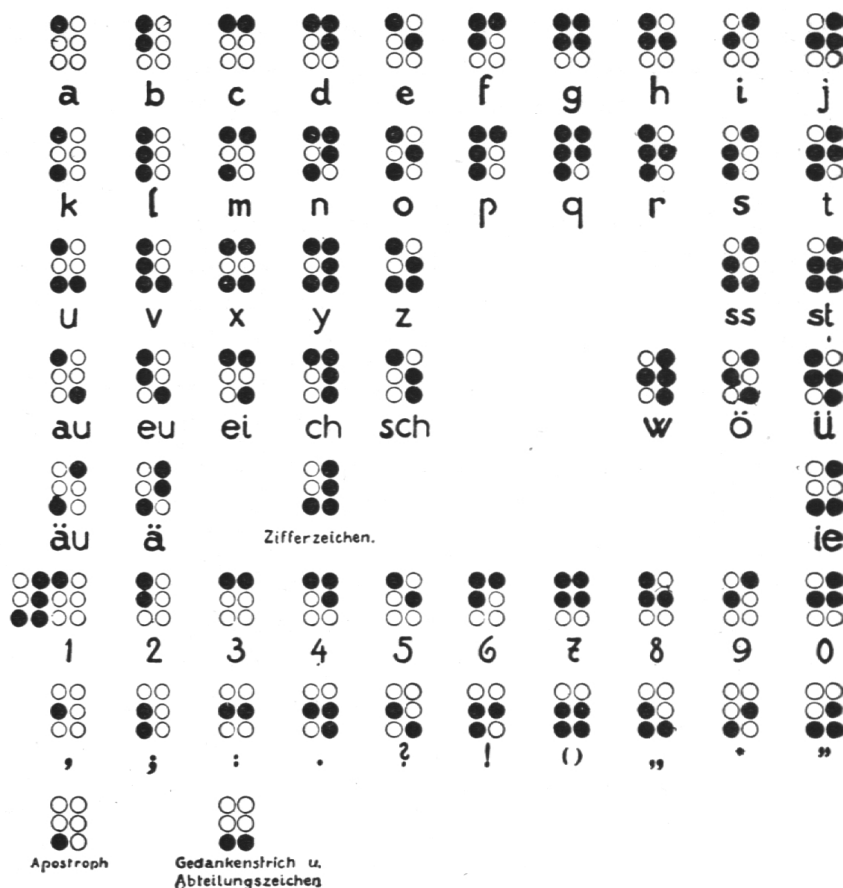 a b c d e f g h i j
k l m n o p q r s t
u v x y z ss st
au eu ei ch sch w ö ü
äu ä Zifferzeichen. ie
1 2 3 4 5 6 7 8 9 0
, ; : . ? ! () „ * ”
Apostroph Gedankenstrich u.
Abteilungszeichen